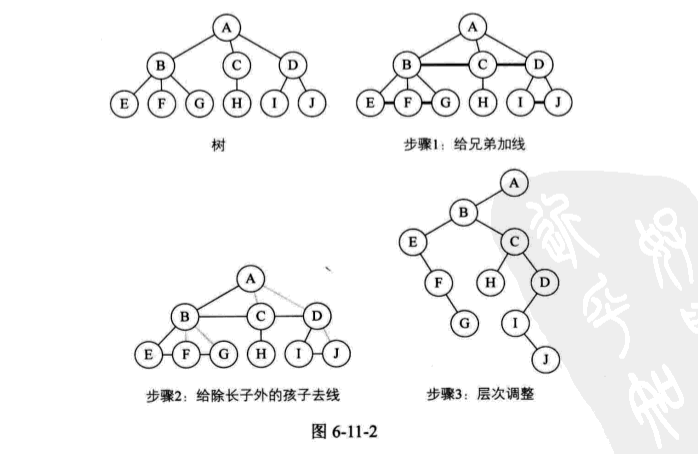 A
B C D
E F G H I J
树
A
B C D
E F G H I J
步骤1：给兄弟加线
A
B C D
E F G H I J
步骤2：给除长子外的孩子去线
A
B
E C
F H D
G I
J
步骤3：层次调整
图 6-11-2